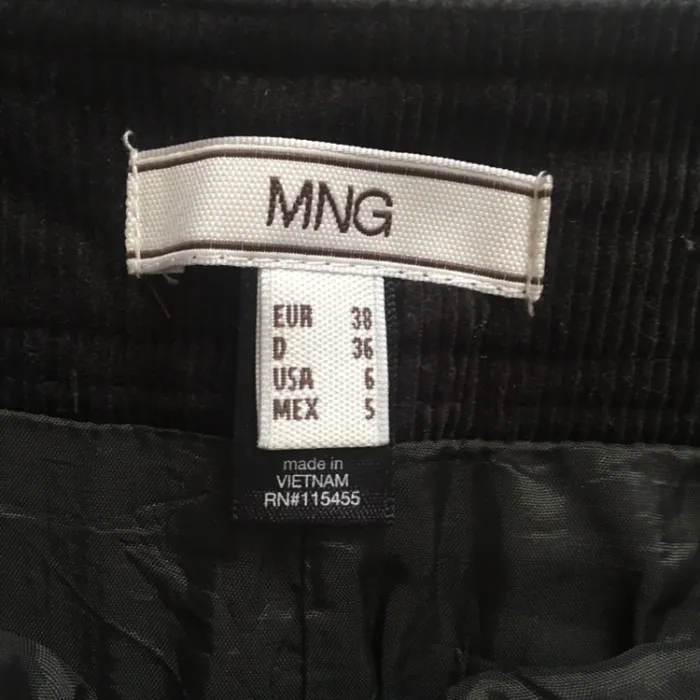 MNG
EUR 38
D 36
USA 6
MEX 5
made in
VIETNAM
RN#115455